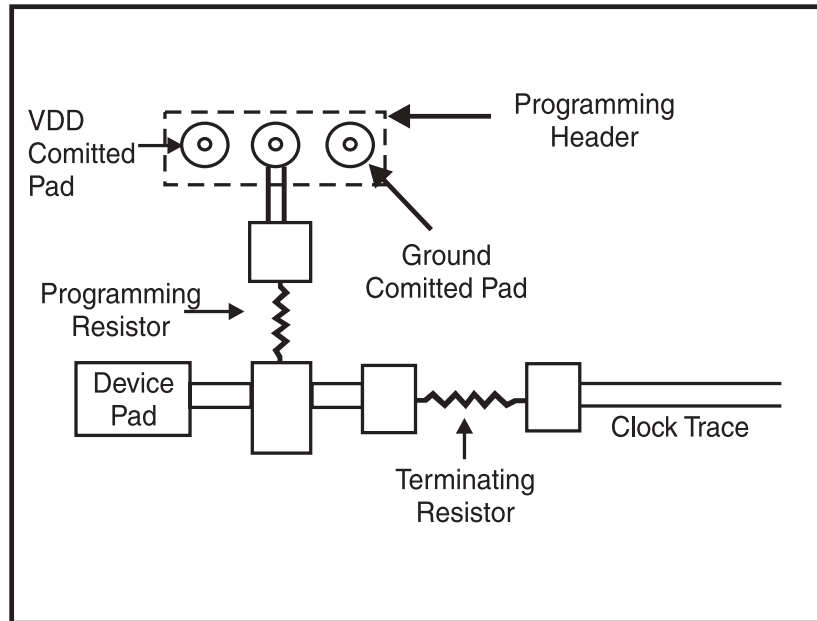 VDD
Comitted
Pad
Programming
Header
Ground
Comitted Pad
Programming
Resistor
Device
Pad
Clock Trace
Terminating
Resistor